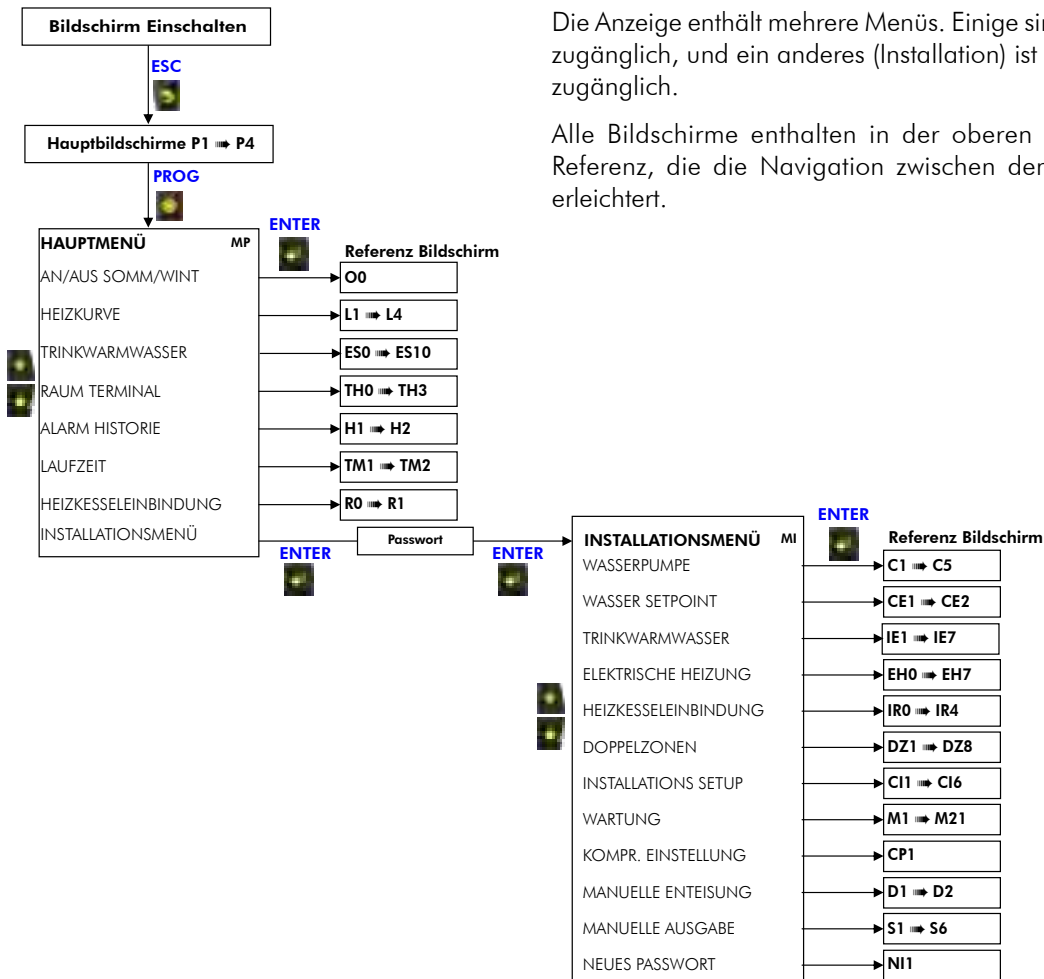 Bildschirm Einschalten
ESC
Hauptbildschirme P1 ➠ P4
PROG
Die Anzeige enthält mehrere Menüs. Einige
zugänglich, und ein anderes (Installation) ist
zugänglich.
Alle Bildschirme enthalten in der oberen
Referenz, die die Navigation zwischen
erleichtert.
HAUPTMENÜ MP
ENTER
Referenz Bildschirm
AN/AUS SOMM/WINT O0
HEIZKURVE L1 ➠ L4
TRINKWARMWASSER ES0 ➠ ES10
RAUM TERMINAL TH0 ➠ TH3
ALARM HISTORIE H1 ➠ H2
LAUFZEIT TM1 ➠ TM2
HEIZKESSELEINBINDUNG R0 ➠ R1
INSTALLATIONSMENÜ
ENTER
Passwort
ENTER
INSTALLATIONSMENÜ MI
ENTER
Referenz Bildschirm
WASSERPUMPE C1 ➠ C5
WASSER SETPOINT CE1 ➠ CE2
TRINKWARMWASSER IE1 ➠ IE7
ELEKTRISCHE HEIZUNG EH0 ➠ EH7
HEIZKESSELEINBINDUNG IR0 ➠ IR4
DOPPELZONEN DZ1 ➠ DZ8
INSTALLATIONS SETUP CI1 ➠ CI6
WARTUNG M1 ➠ M21
KOMPR. EINSTELLUNG CP1
MANUELLE ENTEISUNG D1 ➠ D2
MANUELLE AUSGABE S1 ➠ S6
NEUES PASSWORT NI1